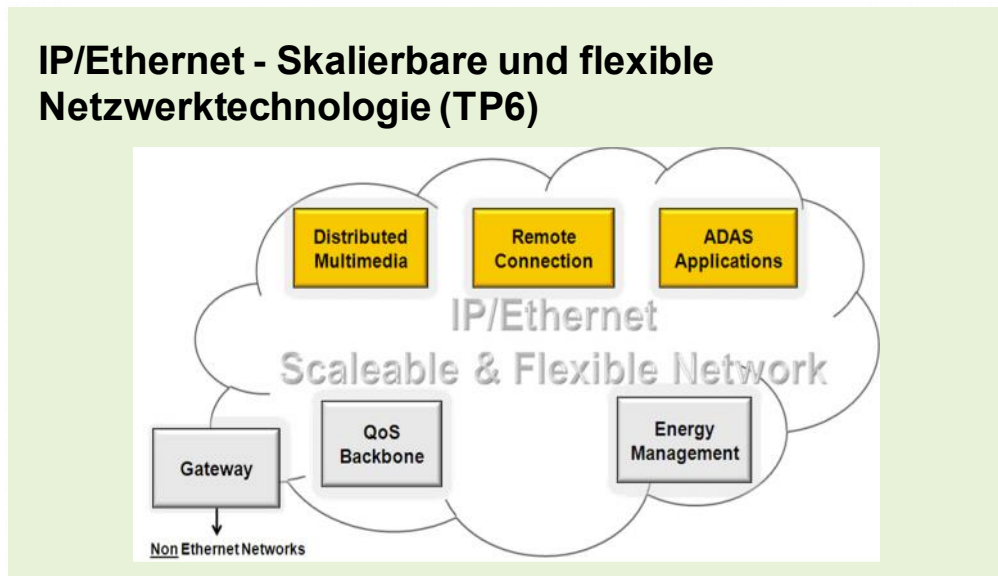 IP/Ethernet - Skalierbare und flexible
Netzwerktechnologie (TP6)
Distributed
Multimedia
Remote
Connection
ADAS
Applications
IP/Ethernet
Scaleable & Flexible Network
QoS
Backbone
Energy
Management
Gateway
Non Ethernet Networks